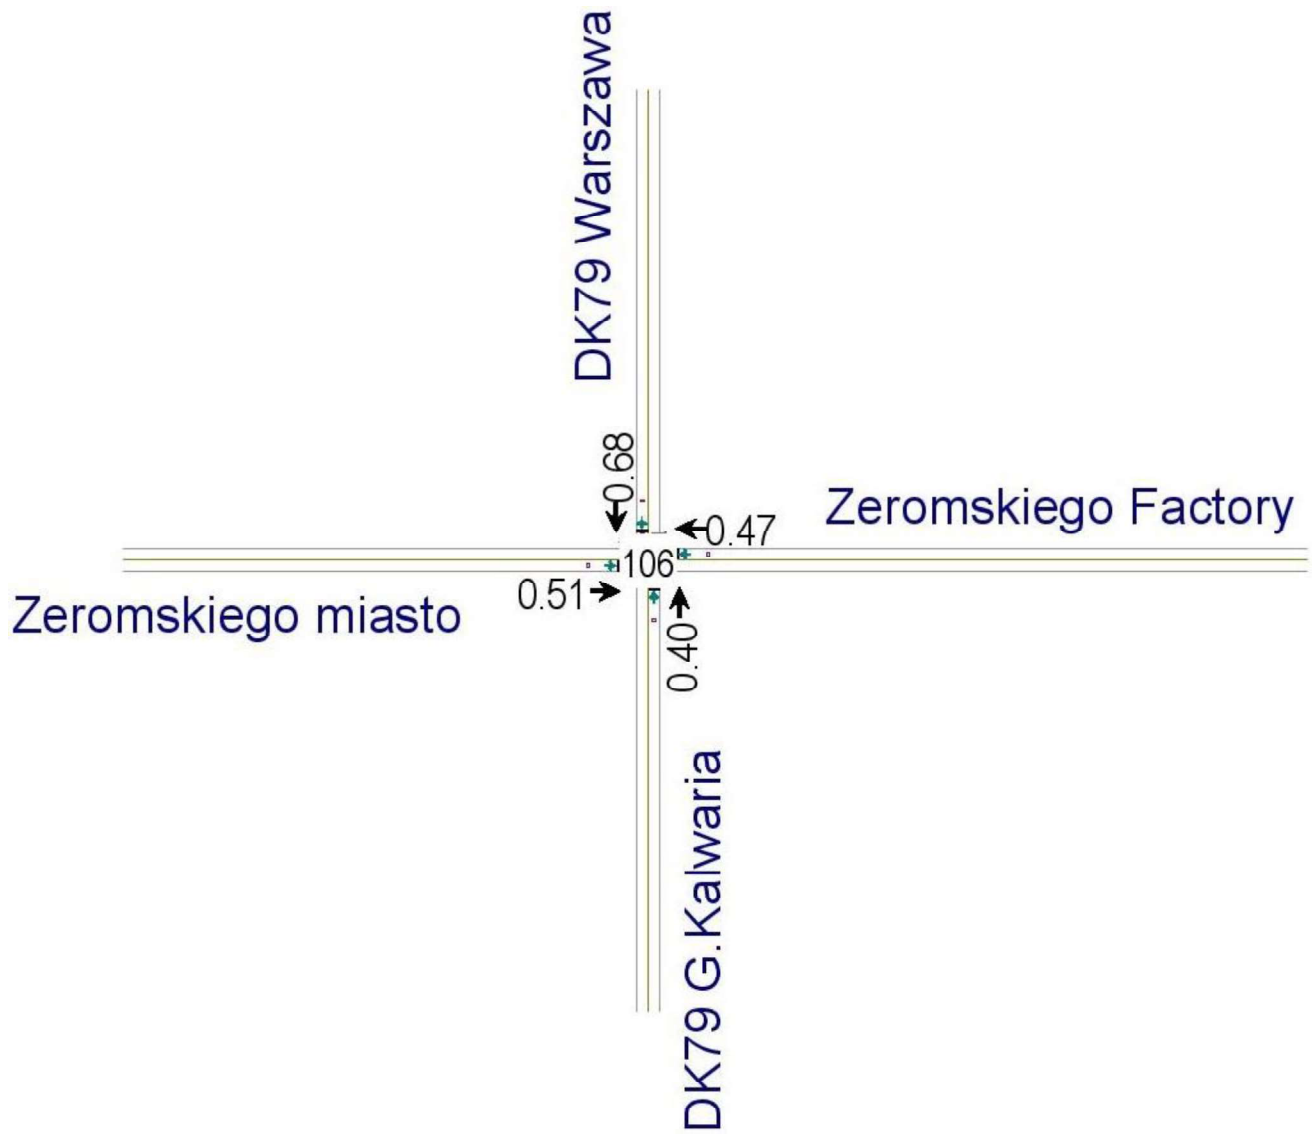 DK79 Warszawa
0.68
Zeromskiego Factory
0.47
106
0.51
Zeromskiego miasto
0.40
DK79 G.Kalwaria